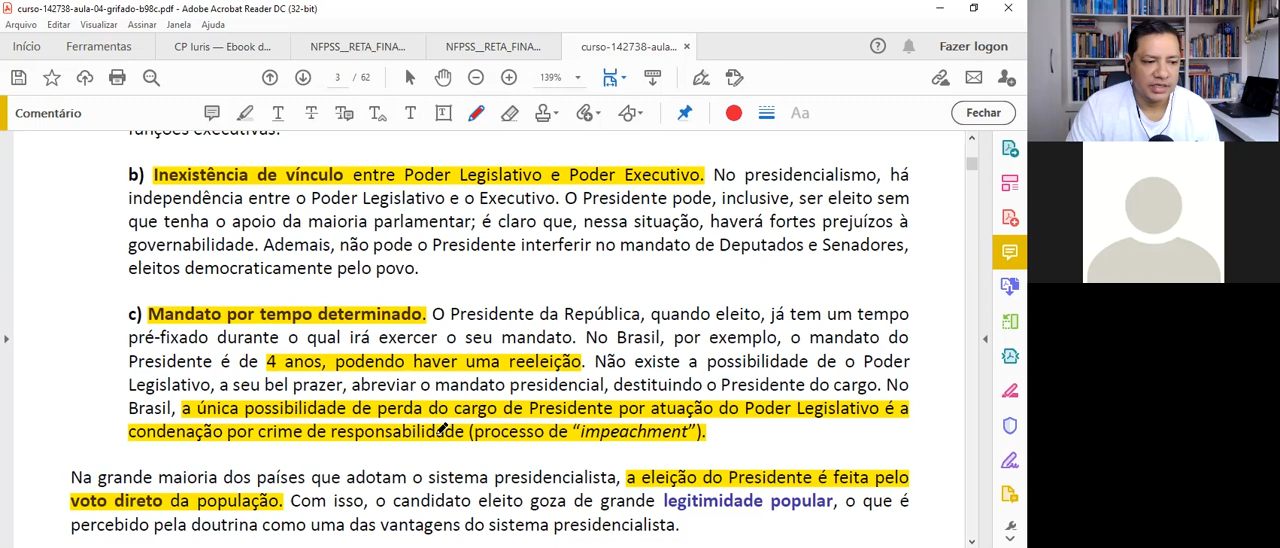 curso-142738-aula-04-grifado-b98c.pdf - Adobe Acrobat Reader DC (32-bit)
Arquivo Editar Visualizar Assinar Janela Ajuda
Início Ferramentas CP Iuris — Ebook d... NFPSS__RETA_FINA... NFPSS__RETA_FINA... curso-142738-aula... × Fazer logon
3 / 62 139%
Comentário Aa Fechar
funções executivas.
b) Inexistência de vínculo entre Poder Legislativo e Poder Executivo. No presidencialismo, há
independência entre o Poder Legislativo e o Executivo. O Presidente pode, inclusive, ser eleito sem
que tenha o apoio da maioria parlamentar; é claro que, nessa situação, haverá fortes prejuízos à
governabilidade. Ademais, não pode o Presidente interferir no mandato de Deputados e Senadores,
eleitos democraticamente pelo povo.
c) Mandato por tempo determinado. O Presidente da República, quando eleito, já tem um tempo
pré-fixado durante o qual irá exercer o seu mandato. No Brasil, por exemplo, o mandato do
Presidente é de 4 anos, podendo haver uma reeleição. Não existe a possibilidade de o Poder
Legislativo, a seu bel prazer, abreviar o mandato presidencial, destituindo o Presidente do cargo. No
Brasil, a única possibilidade de perda do cargo de Presidente por atuação do Poder Legislativo é a
condenação por crime de responsabilidade (processo de “impeachment”).
Na grande maioria dos países que adotam o sistema presidencialista, a eleição do Presidente é feita pelo
voto direto da população. Com isso, o candidato eleito goza de grande legitimidade popular, o que é
percebido pela doutrina como uma das vantagens do sistema presidencialista.